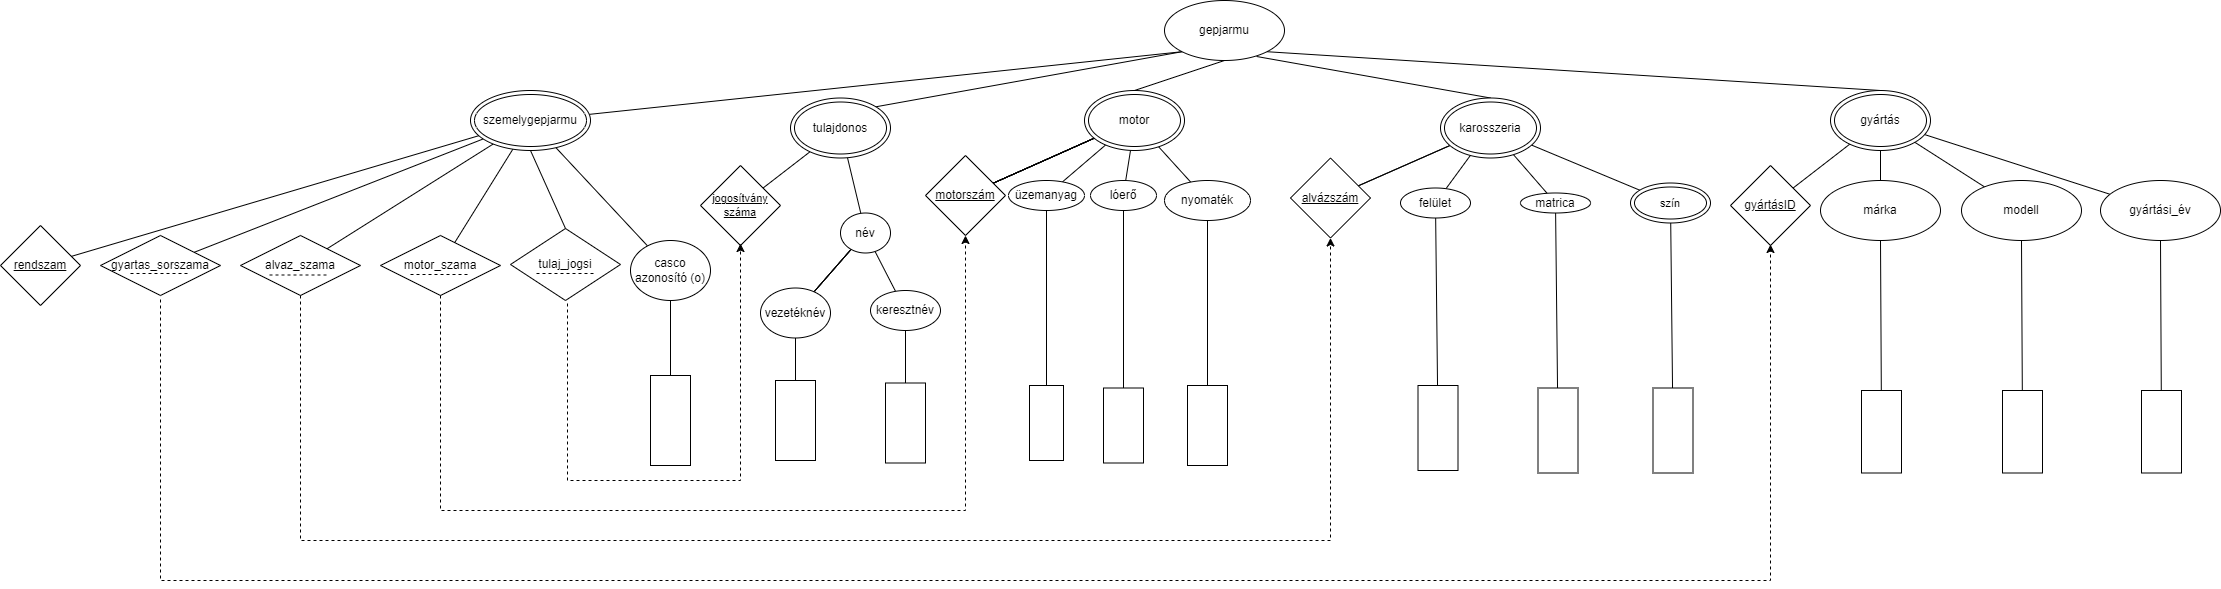 gepjarmu
szemelygepjarmu
tulajdonos
motor
karosszeria
gyártás
rendszam
gyartas_sorszama
alvaz_szama
motor_szama
tulaj_jogsi
casco
azonosító (o)
jogosítvány
száma
név
vezetéknév
keresztnév
motorszám
üzemanyag
lóerő
nyomaték
alvázszám
felület
matrica
szín
gyártásID
márka
modell
gyártási_év